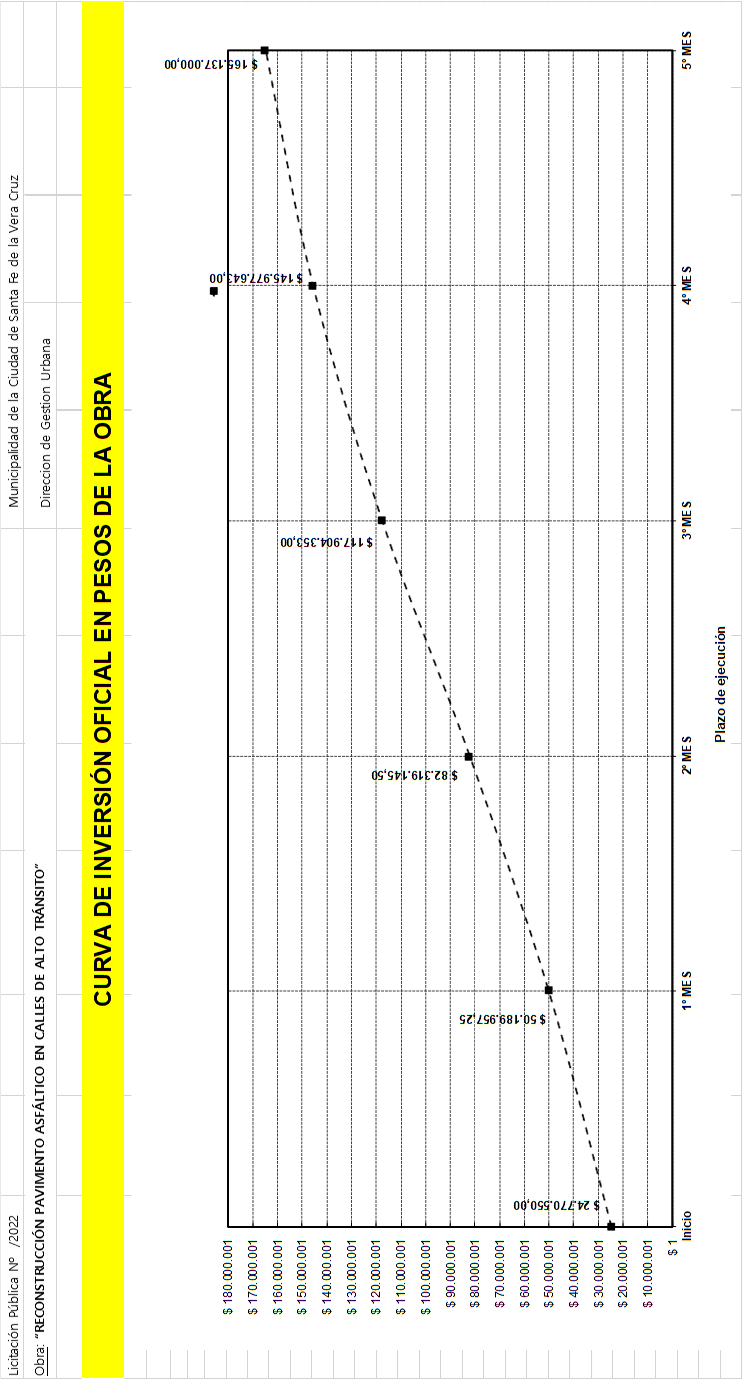 Licitación Pública Nº /2022
Municipalidad de la Ciudad de Santa Fe de la Vera Cruz
Obra: “RECONSTRUCCIÓN PAVIMENTO ASFÁLTICO EN CALLES DE ALTO TRÁNSITO”
Direccion de Gestion Urbana
CURVA DE INVERSIÓN OFICIAL EN PESOS DE LA OBRA
$ 180.000.001
$ 170.000.001
$ 160.000.001
$ 150.000.001
$ 140.000.001
$ 130.000.001
$ 120.000.001
$ 110.000.001
$ 100.000.001
$ 90.000.001
$ 80.000.001
$ 70.000.001
$ 60.000.001
$ 50.000.001
$ 40.000.001
$ 30.000.001
$ 20.000.001
$ 10.000.001
$ 1
$ 24.770.550,00
$ 50.189.957,25
$ 82.319.145,50
$ 117.904.353,00
$ 145.977.643,00
$ 165.137.000,00
Inicio
1º MES
2º MES
3º MES
4º MES
5º MES
Plazo de ejecución